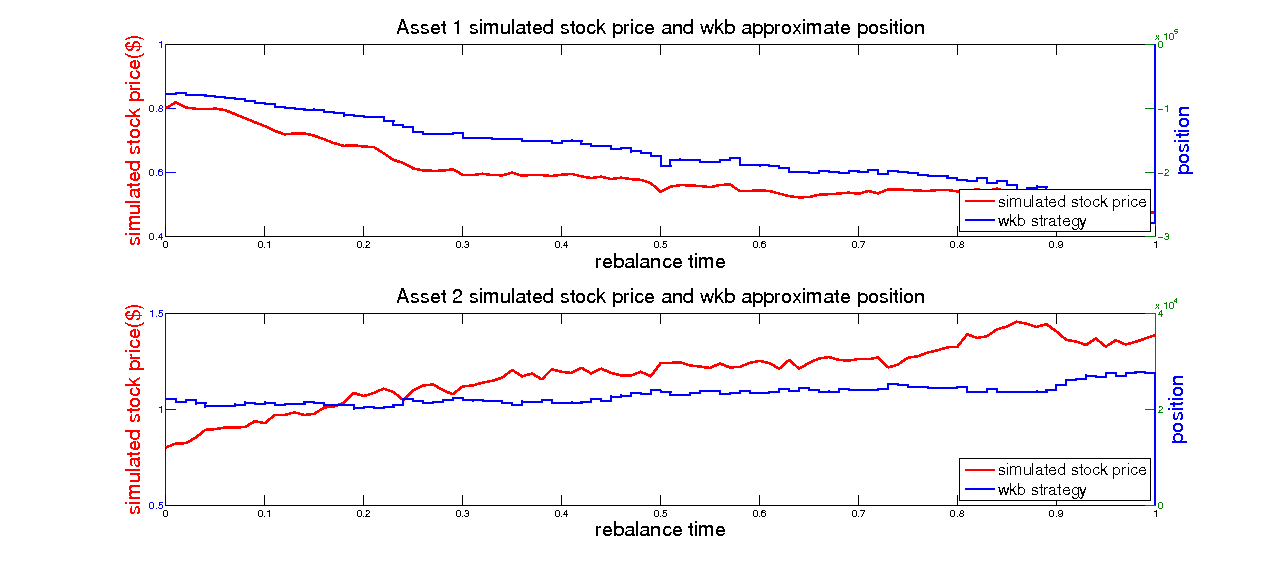 Asset 1 simulated stock price and wkb approximate position
x 10^5
simulated stock price($)
position
1
0.8
0.6
0.4
0
−1
−2
−3
simulated stock price
wkb strategy
0 0.1 0.2 0.3 0.4 0.5 0.6 0.7 0.8 0.9 1
rebalance time
Asset 2 simulated stock price and wkb approximate position
x 10^4
simulated stock price($)
position
1.5
1
0.5
4
2
0
simulated stock price
wkb strategy
0 0.1 0.2 0.3 0.4 0.5 0.6 0.7 0.8 0.9 1
rebalance time